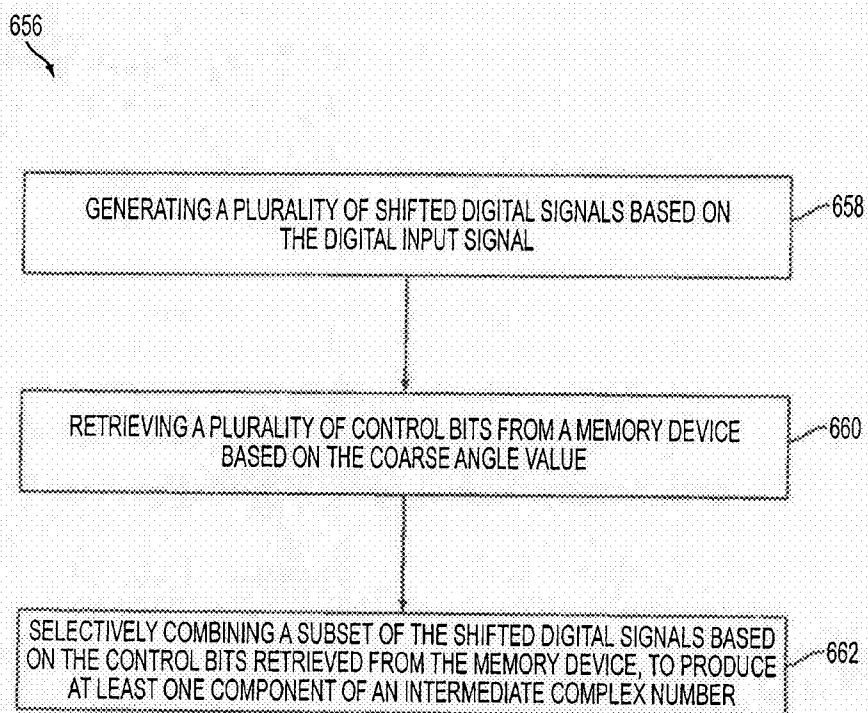 656
GENERATING A PLURALITY OF SHIFTED DIGITAL SIGNALS BASED ON
THE DIGITAL INPUT SIGNAL
658
RETRIEVING A PLURALITY OF CONTROL BITS FROM A MEMORY DEVICE
BASED ON THE COARSE ANGLE VALUE
660
SELECTIVELY COMBINING A SUBSET OF THE SHIFTED DIGITAL SIGNALS BASED
ON THE CONTROL BITS RETRIEVED FROM THE MEMORY DEVICE, TO PRODUCE
AT LEAST ONE COMPONENT OF AN INTERMEDIATE COMPLEX NUMBER
662